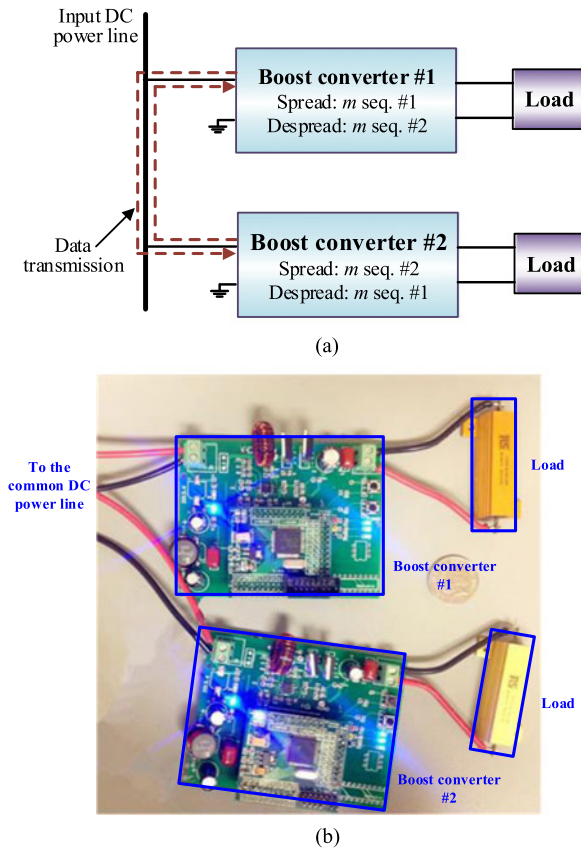 Input DC
power line
Boost converter #1
Spread: m seq. #1
Despread: m seq. #2
Load
Data
transmission
Boost converter #2
Spread: m seq. #2
Despread: m seq. #1
Load
(a)
To the
common DC
power line
RS
Load
Boost converter
#1
RS
Load
Boost converter
#2
(b)